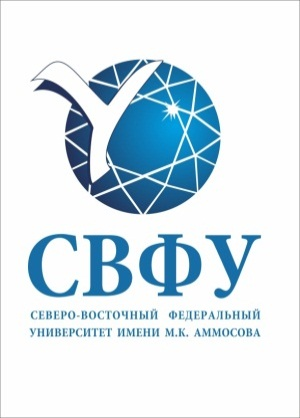 СВФУ
СЕВЕРО-ВОСТОЧНЫЙ ФЕДЕРАЛЬНЫЙ
УНИВЕРСИТЕТ ИМЕНИ М.К. АММОСОВА